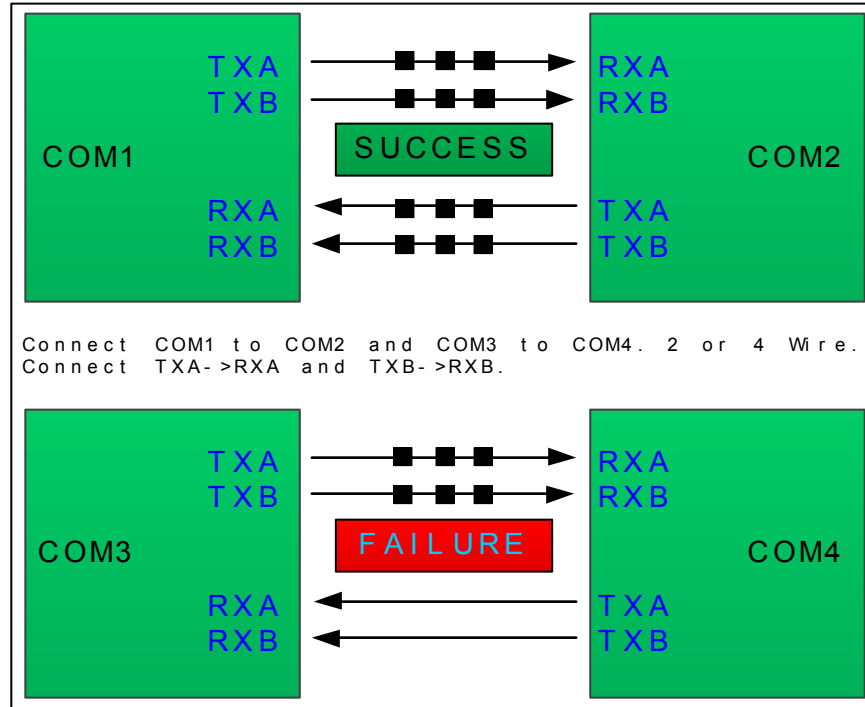 TXA
TXB
COM1
RXA
RXB
SUCCESS
RXA
RXB
COM2
TXA
TXB
Connect COM1 to COM2 and COM3 to COM4. 2 or 4 Wire.
Connect TXA->RXA and TXB->RXB.
TXA
TXB
COM3
RXA
RXB
FAILURE
RXA
RXB
COM4
TXA
TXB